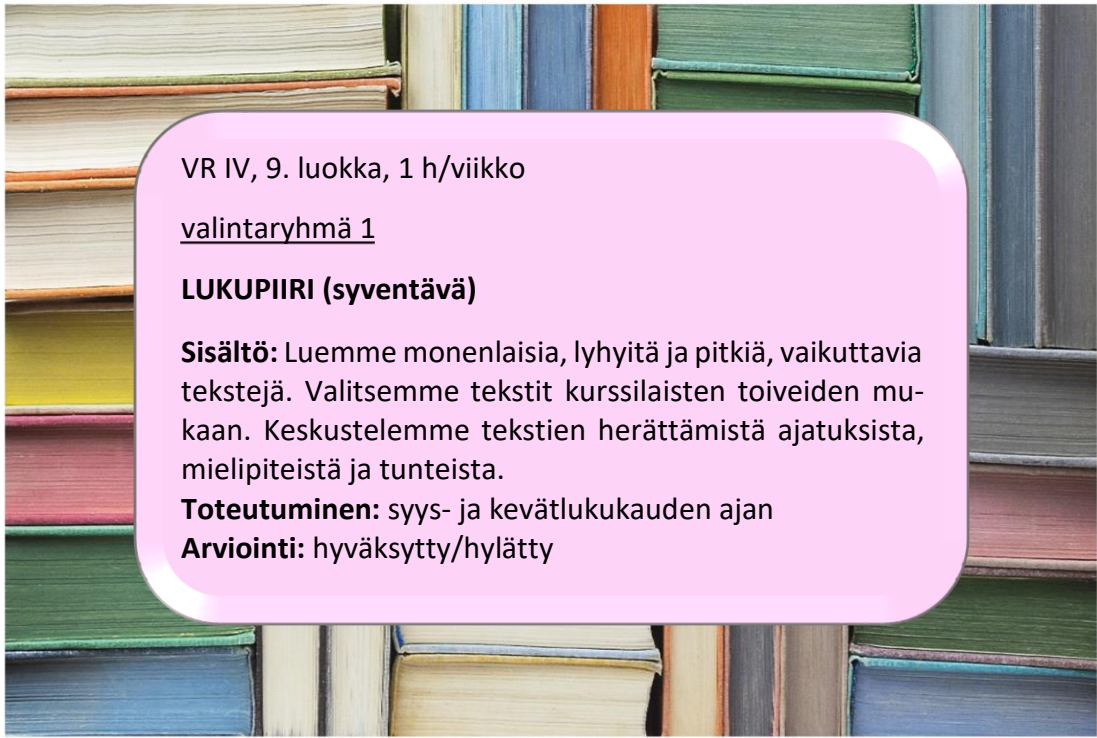 VR IV, 9. luokka, 1 h/viikko
valintaryhmä 1
LUKUPIIRI (syventävä)
Sisältö: Luemme monenlaisia, lyhyitä ja pitkiä, vaikuttavia
tekstejä. Valitsemme tekstit kurssilaisten toiveiden mu-
kaan. Keskustelemme tekstien herättämistä ajatuksista,
mielipiteistä ja tunteista.
Toteutuminen: syys- ja kevätlukukauden ajan
Arviointi: hyväksytty/hylätty